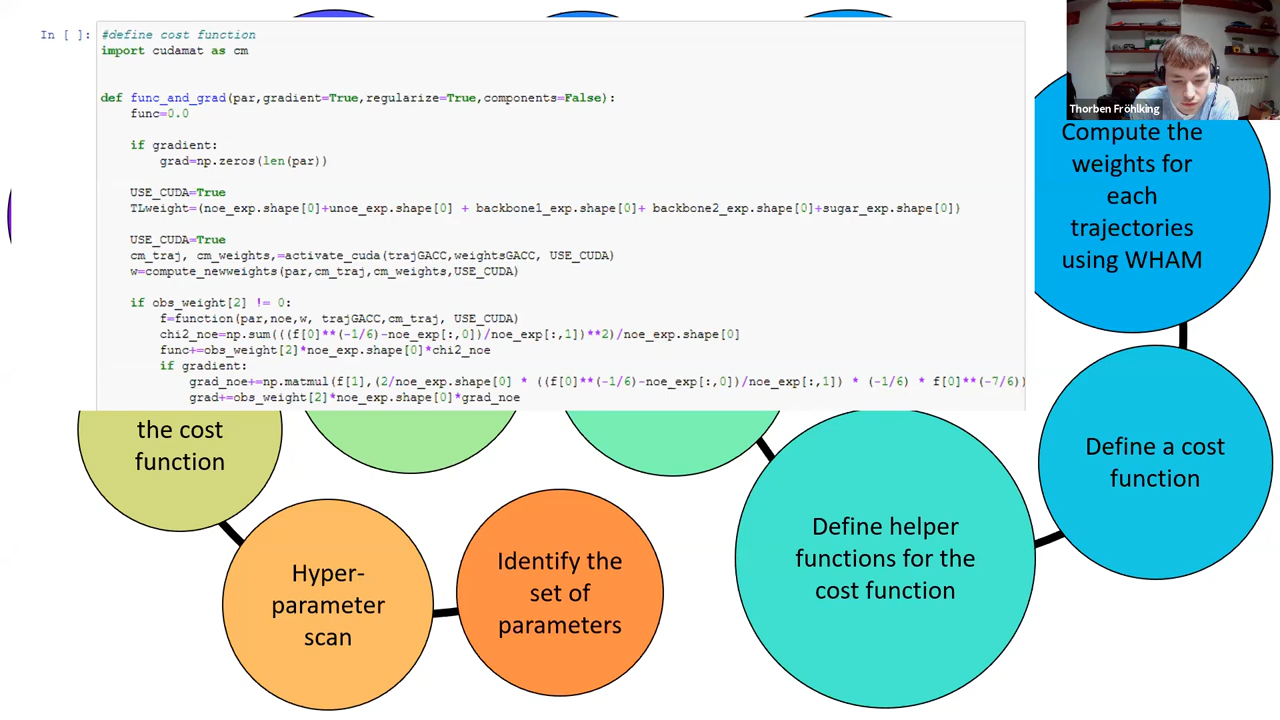 In [ ]:
#define cost function
import cudamat as cm
def func_and_grad(par,gradient=True,regularize=True,components=False):
func=0.0
if gradient:
grad=np.zeros(len(par))
USE_CUDA=True
TLweight=(noe_exp.shape[0]+unoe_exp.shape[0] + backbone1_exp.shape[0]+ backbone2_exp.shape[0]+sugar_exp.shape[0])
USE_CUDA=True
cm_traj, cm_weights,=activate_cuda(trajGACC,weightsGACC, USE_CUDA)
w=compute_newweights(par,cm_traj,cm_weights,USE_CUDA)
if obs_weight[2] != 0:
f=function(par,noe,w, trajGACC,cm_traj, USE_CUDA)
chi2_noe=np.sum(((f[0]**(-1/6)-noe_exp[:,0])/noe_exp[:,1])**2)/noe_exp.shape[0]
func+=obs_weight[2]*noe_exp.shape[0]*chi2_noe
if gradient:
grad_noe+=np.matmul(f[1],(2/noe_exp.shape[0] * ((f[0]**(-1/6)-noe_exp[:,0])/noe_exp[:,1]) * (-1/6) * f[0]**(-7/6))
grad+=obs_weight[2]*noe_exp.shape[0]*grad_noe
Thorben Fröhlking
Compute the
weights for
each
trajectories
using WHAM
Define a cost
function
Define helper
functions for the
cost function
Identify the
set of
parameters
Hyper-
parameter
scan
the cost
function